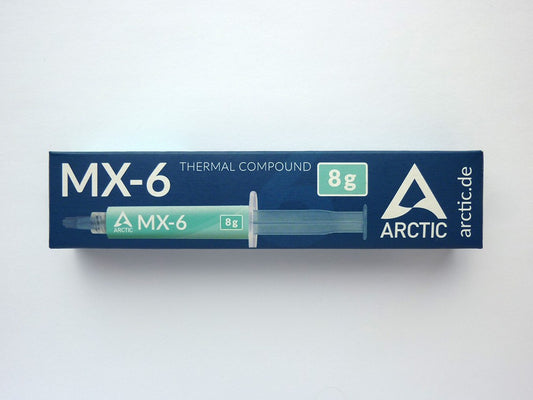 MX-6
THERMAL COMPOUND
8g
ARCTIC
MX-6
8g
ARCTIC
arctic.de